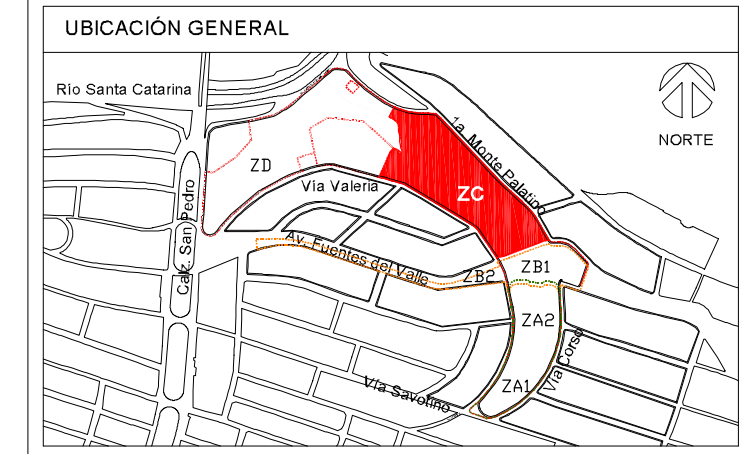 UBICACIÓN GENERAL
Río Santa Catarina
NORTE
1a. Monte Palatino
ZD
Vía Valeria
ZC
Calz. San Pedro
Av. Fuentes del Valle
ZB2
ZB1
ZA2
Vía Corso
ZA1
Vía Savotino